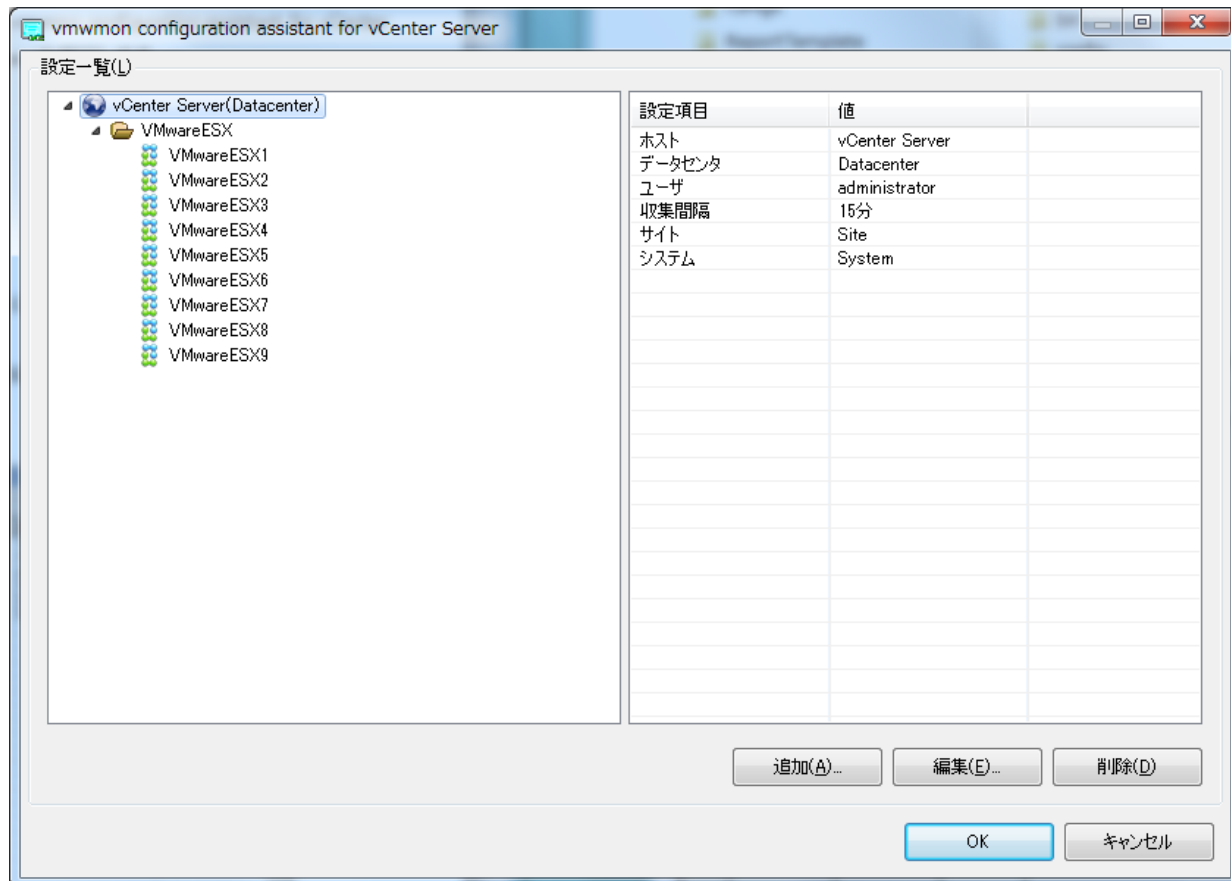 vmwmon configuration assistant for vCenter Server
設定一覧(L)
vCenter Server(Datacenter)
VMwareESX
VMwareESX1
VMwareESX2
VMwareESX3
VMwareESX4
VMwareESX5
VMwareESX6
VMwareESX7
VMwareESX8
VMwareESX9
設定項目 値
ホスト vCenter Server
データセンタ Datacenter
ユーザ administrator
収集間隔 15分
サイト Site
システム System
追加(A)... 編集(E)... 削除(D)
OK キャンセル